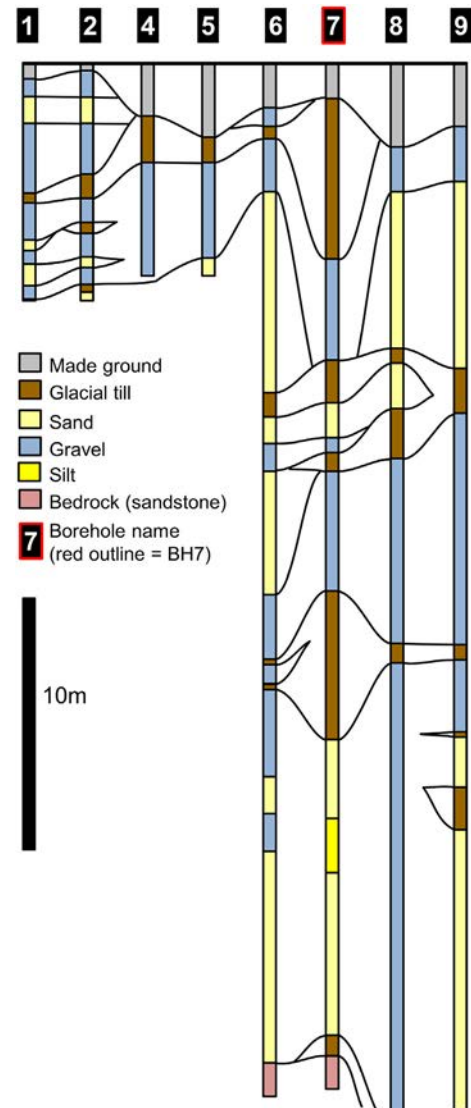 1 2 4 5 6 7 8 9
Made ground
Glacial till
Sand
Gravel
Silt
Bedrock (sandstone)
7 Borehole name
(red outline = BH7)
10m